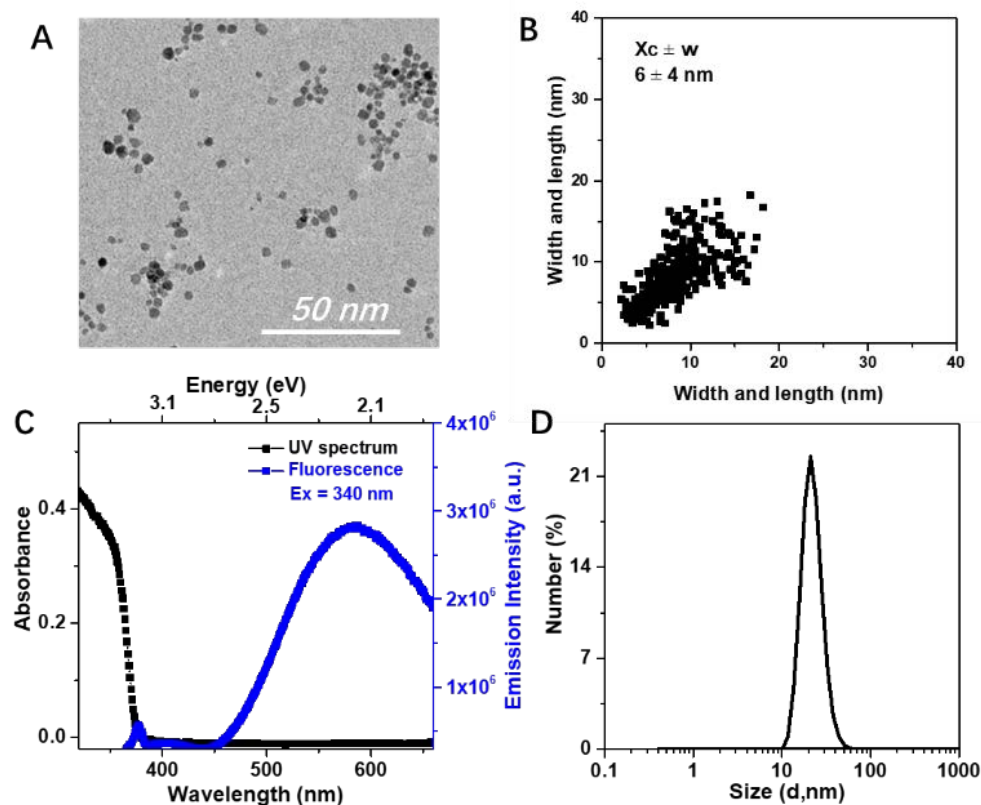 A
50 nm
B
Xc ± w
6 ± 4 nm
40
30
20
10
0
0 10 20 30 40
Width and length (nm)
Width and length (nm)
C
Energy (eV)
3.1 2.5 2.1
UV spectrum
Fluorescence
Ex = 340 nm
0.4
0.2
0.0
Absorbance
4x10⁶
3x10⁶
2x10⁶
1x10⁶
Emission Intensity (a.u.)
400 500 600
Wavelength (nm)
D
21
14
7
0
Number (%)
0.1 1 10 100 1000
Size (d,nm)